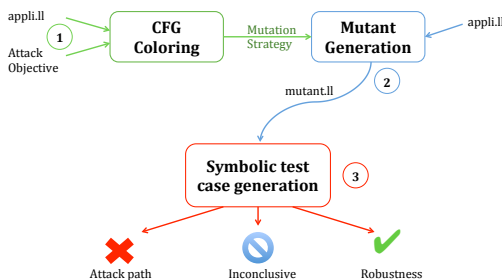 appli.ll
1
Attack
Objective
CFG
Coloring
Mutation
Strategy
Mutant
Generation
appli.ll
2
mutant.ll
Symbolic test
case generation
3
Attack path
Inconclusive
Robustness